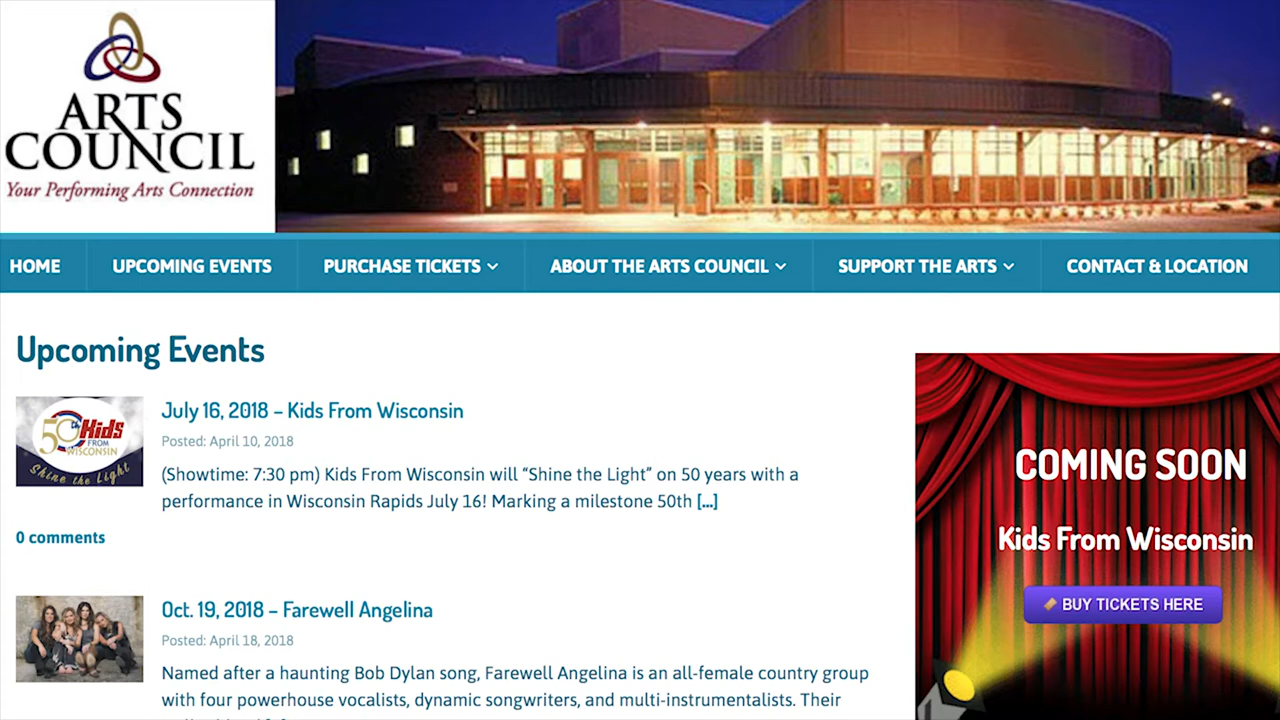 ARTS
COUNCIL
Your Performing Arts Connection
HOME
UPCOMING EVENTS
PURCHASE TICKETS
ABOUT THE ARTS COUNCIL
SUPPORT THE ARTS
CONTACT & LOCATION
Upcoming Events
50th Kids
FROM
WISCONSIN
Shine the Light
July 16, 2018 – Kids From Wisconsin
Posted: April 10, 2018
(Showtime: 7:30 pm) Kids From Wisconsin will “Shine the Light” on 50 years with a
performance in Wisconsin Rapids July 16! Marking a milestone 50th [...]
0 comments
Oct. 19, 2018 – Farewell Angelina
Posted: April 18, 2018
Named after a haunting Bob Dylan song, Farewell Angelina is an all-female country group
with four powerhouse vocalists, dynamic songwriters, and multi-instrumentalists. Their
COMING SOON
Kids From Wisconsin
BUY TICKETS HERE